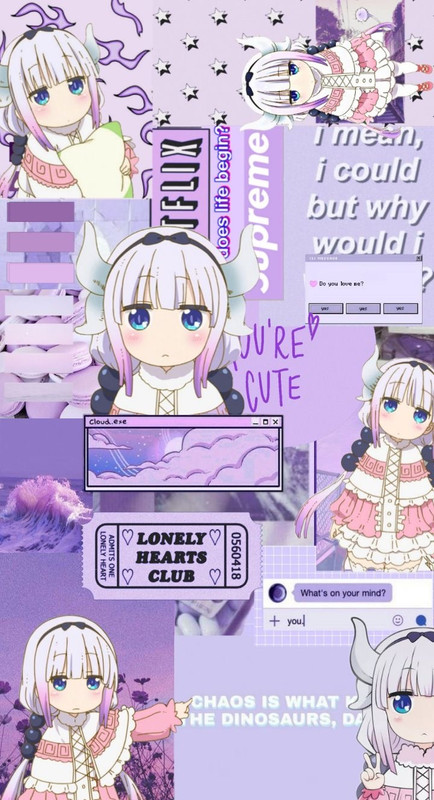 TFLIX
does life begin?
supreme
i mean,
i could
but why
would i
?
Do you love me?
yes!
yes!
yes!
OU'RE
CUTE
Cloud.exe
ADMITS ONE
LONELY HEART
LONELY
HEARTS
CLUB
0560418
What's on your mind?
you.
CHAOS IS WHAT
HE DINOSAURS, DA